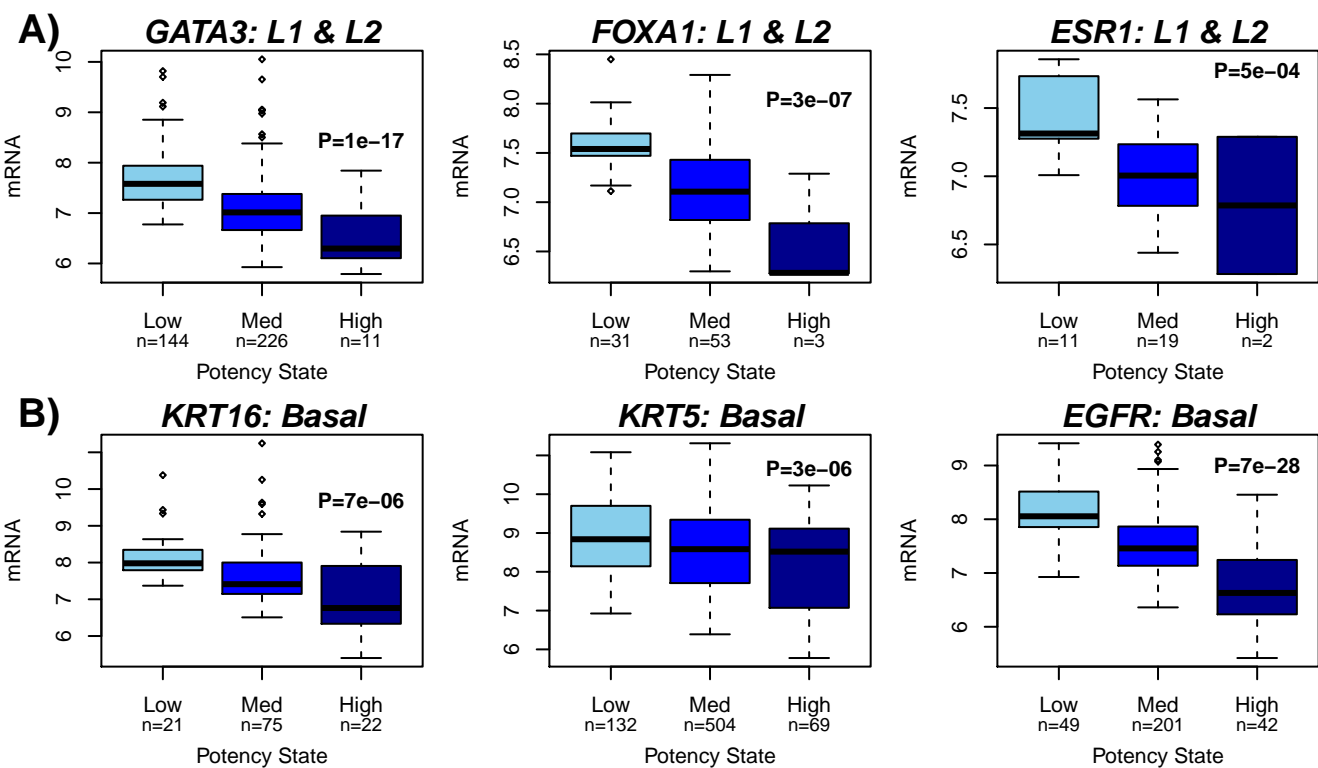 A)
GATA3: L1 & L2
mRNA
10
9
8
7
6
P=1e−17
Low
Med
High
n=144
n=226
n=11
Potency State
FOXA1: L1 & L2
mRNA
8.5
8.0
7.5
7.0
6.5
P=3e−07
Low
Med
High
n=31
n=53
n=3
Potency State
ESR1: L1 & L2
mRNA
7.5
7.0
6.5
P=5e−04
Low
Med
High
n=11
n=19
n=2
Potency State
B)
KRT16: Basal
mRNA
10
9
8
7
6
P=7e−06
Low
Med
High
n=21
n=75
n=22
Potency State
KRT5: Basal
mRNA
10
9
8
7
6
P=3e−06
Low
Med
High
n=132
n=504
n=69
Potency State
EGFR: Basal
mRNA
9
8
7
6
P=7e−28
Low
Med
High
n=49
n=201
n=42
Potency State